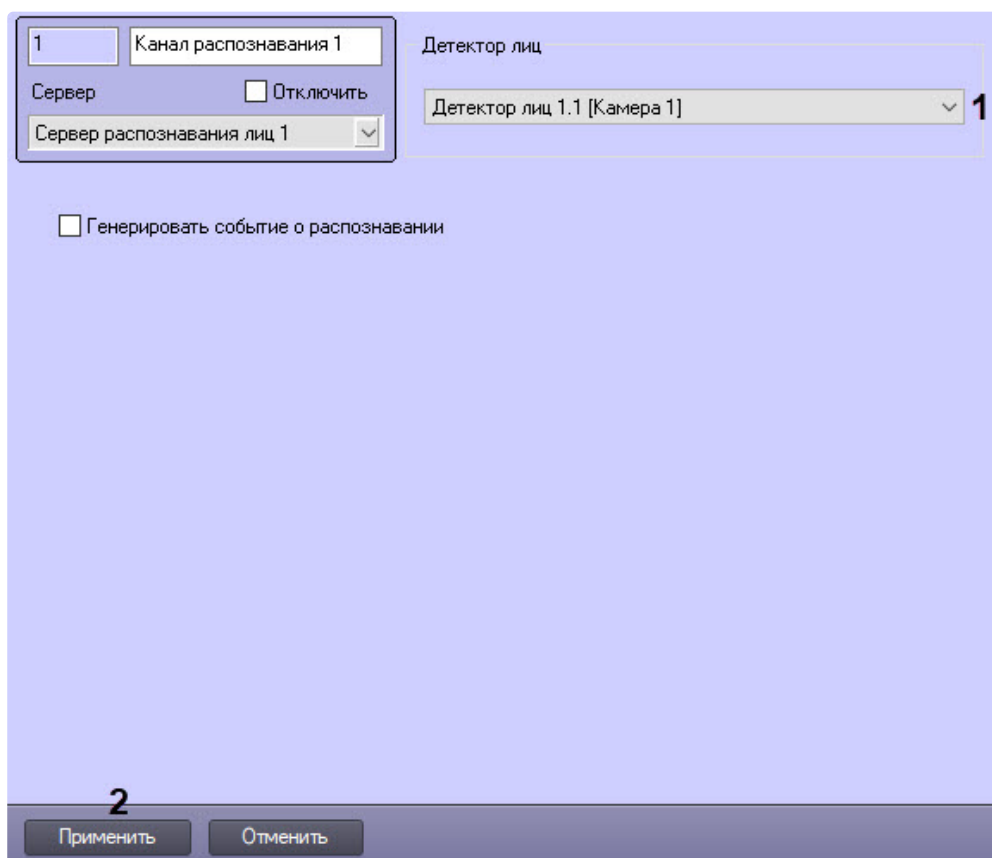 1
Канал распознавания 1
Сервер
Отключить
Сервер распознавания лиц 1
Детектор лиц
Детектор лиц 1.1 [Камера 1]
1
Генерировать событие о распознавании
2
Применить
Отменить